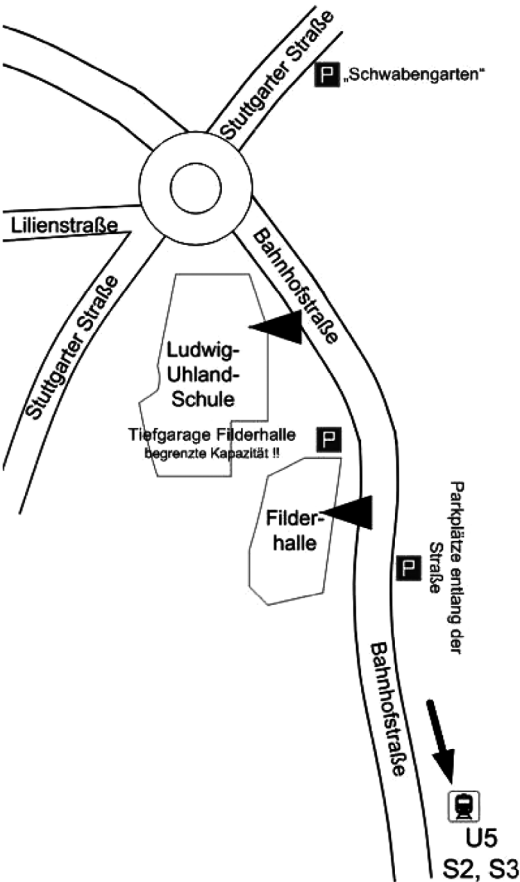 Stuttgarter Straße
P
„Schwabengarten“
Lilienstraße
Bahnhofstraße
Stuttgarter Straße
Ludwig-
Uhland-
Schule
Tiefgarage Filderhalle
begrenzte Kapazität !!
P
Filder-
halle
Parkplätze entlang der
Straße
P
Bahnhofstraße
U5
S2, S3